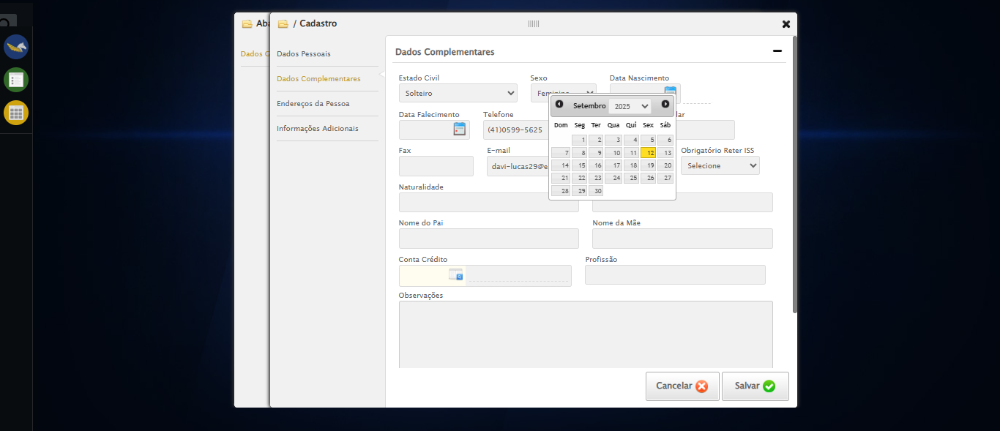 Aba
/ Cadastro
Dados C
Dados Pessoais
Dados Complementares
Endereços da Pessoa
Informações Adicionais
Dados Complementares
Estado Civil Sexo Data Nascimento
Solteiro Feminino
Setembro 2025
Dom Seg Ter Qua Qui Sex Sáb
1 2 3 4 5 6
7 8 9 10 11 12 13
14 15 16 17 18 19 20
21 22 23 24 25 26 27
28 29 30
Data Falecimento Telefone lar
(41)0599-5625
Fax E-mail Obrigatório Reter ISS
davi-lucas29@e Selecione
Naturalidade
Nome do Pai Nome da Mãe
Conta Crédito Profissão
Observações
Cancelar Salvar